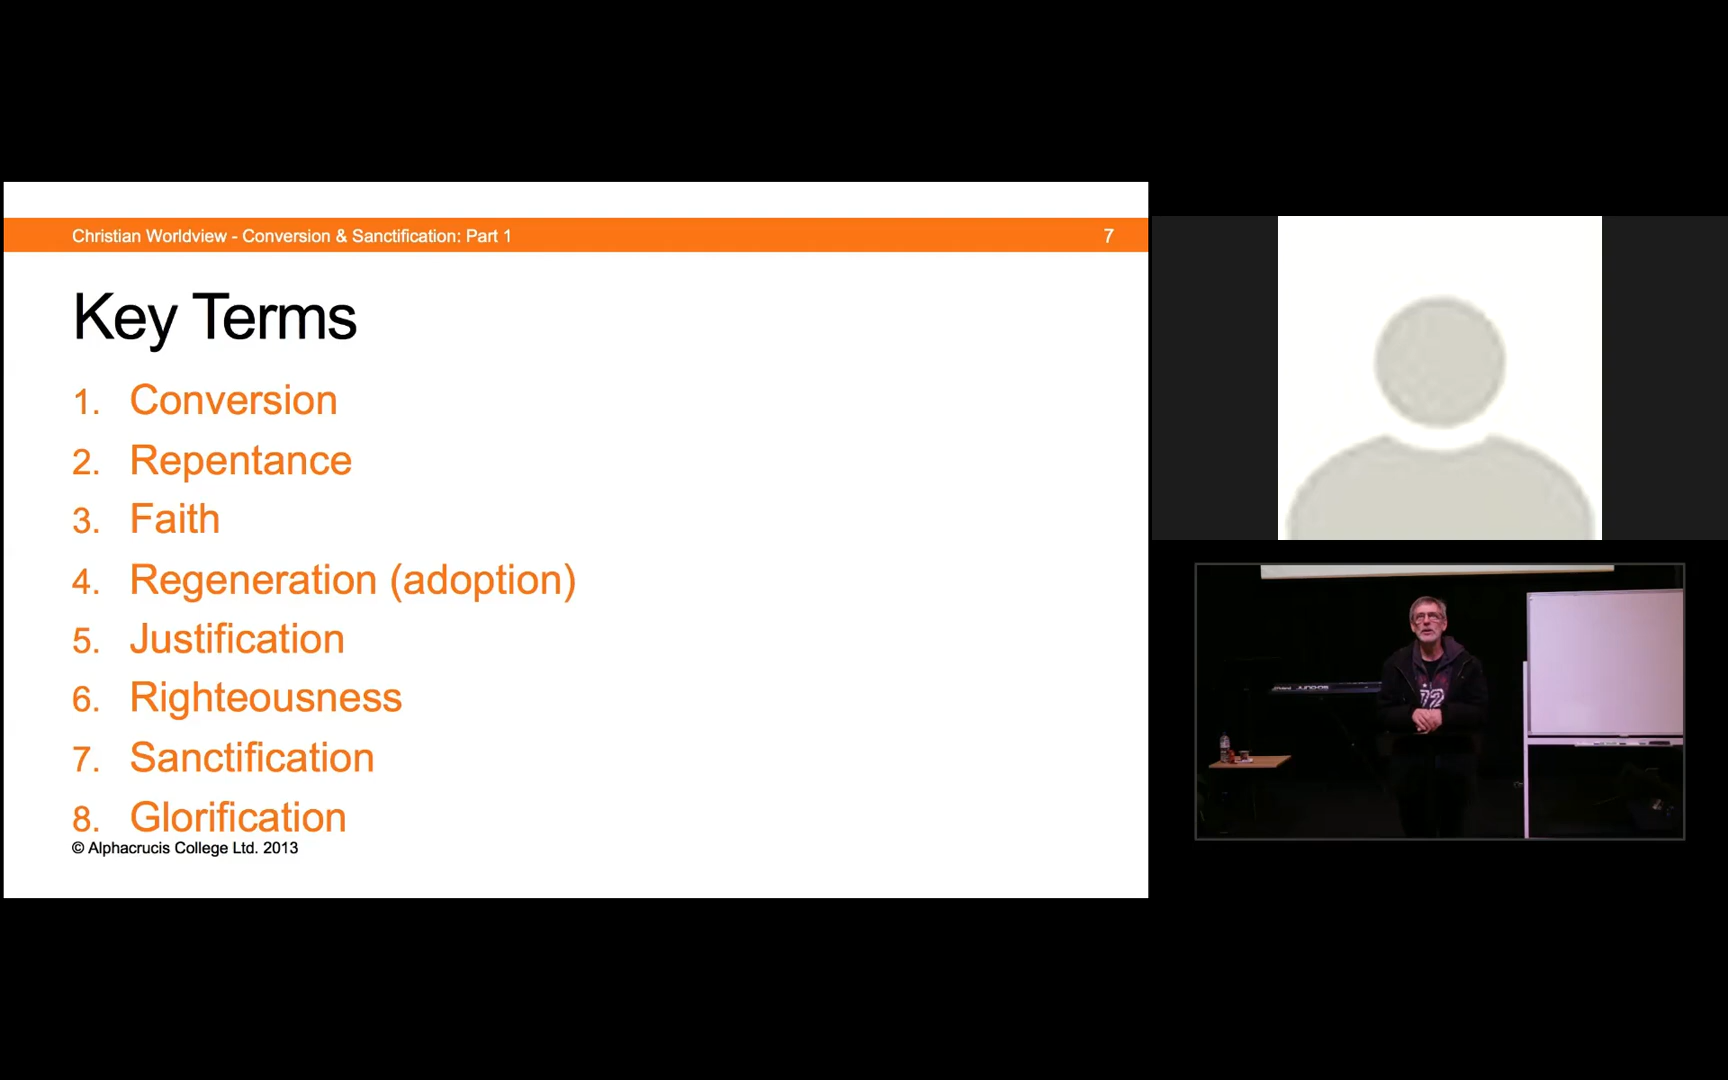 Christian Worldview - Conversion & Sanctification: Part 1
7
Key Terms
1. Conversion
2. Repentance
3. Faith
4. Regeneration (adoption)
5. Justification
6. Righteousness
7. Sanctification
8. Glorification
© Alphacrucis College Ltd. 2013
72